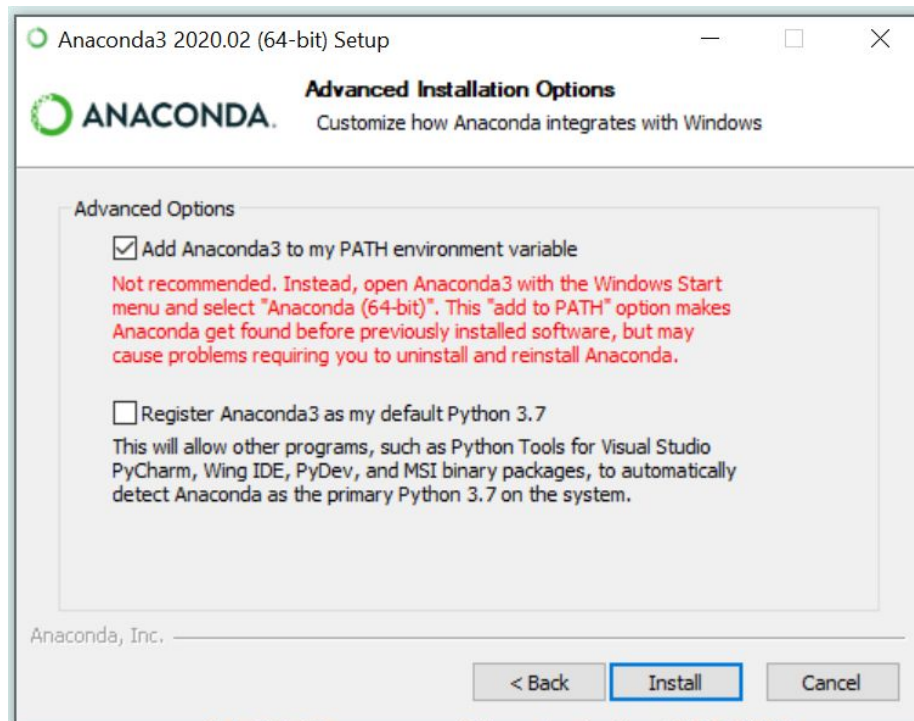 Anaconda3 2020.02 (64-bit) Setup
ANACONDA.
Advanced Installation Options
Customize how Anaconda integrates with Windows
Advanced Options
Add Anaconda3 to my PATH environment variable
Not recommended. Instead, open Anaconda3 with the Windows Start
menu and select "Anaconda (64-bit)". This "add to PATH" option makes
Anaconda get found before previously installed software, but may
cause problems requiring you to uninstall and reinstall Anaconda.
Register Anaconda3 as my default Python 3.7
This will allow other programs, such as Python Tools for Visual Studio
PyCharm, Wing IDE, PyDev, and MSI binary packages, to automatically
detect Anaconda as the primary Python 3.7 on the system.
Anaconda, Inc.
< Back
Install
Cancel